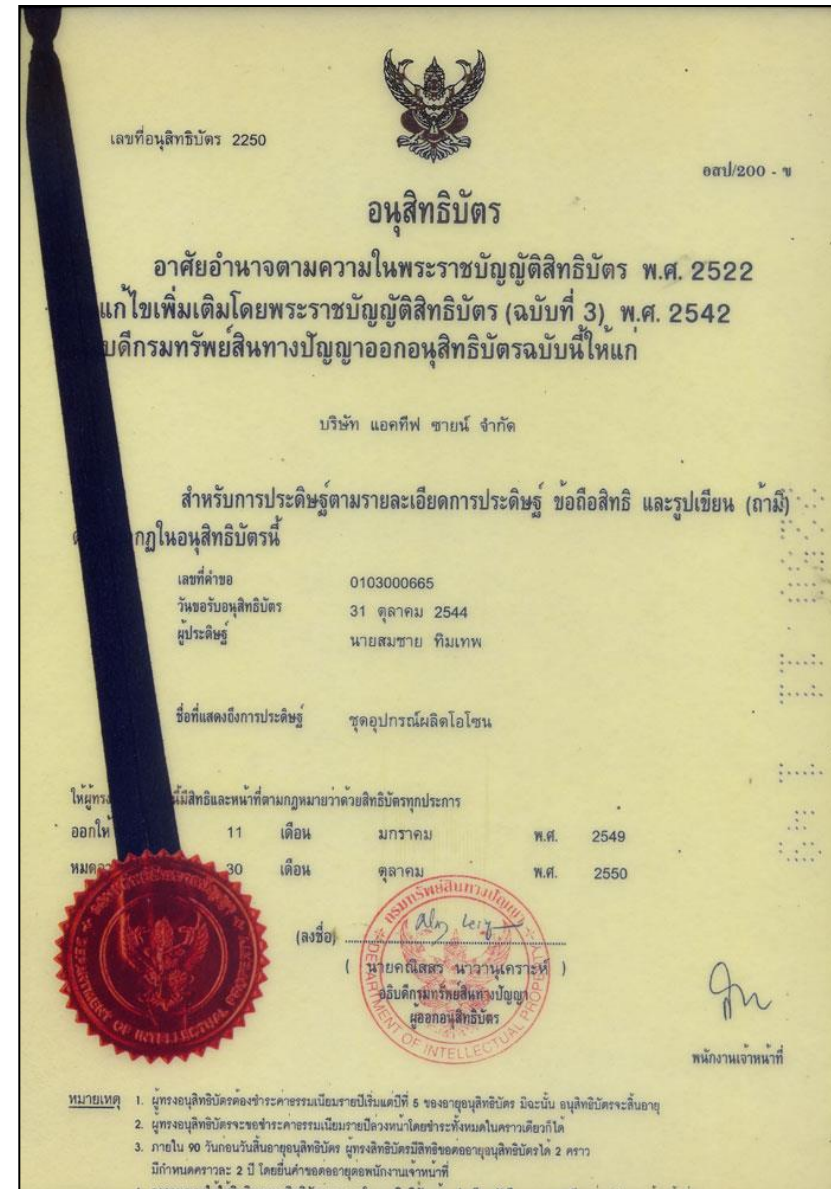 เลขที่อนุสิทธิบัตร 2250
อสป/200 - ข
อนุสิทธิบัตร
อาศัยอำนาจตามความในพระราชบัญญัติสิทธิบัตร พ.ศ. 2522
แก้ไขเพิ่มเติมโดยพระราชบัญญัติสิทธิบัตร (ฉบับที่ 3) พ.ศ. 2542
บดีกรมทรัพย์สินทางปัญญาออกอนุสิทธิบัตรฉบับนี้ให้แก่
บริษัท แอคทีฟ ซายน์ จำกัด
สำหรับการประดิษฐ์ตามรายละเอียดการประดิษฐ์ ข้อถือสิทธิ และรูปเขียน (ถ้ามี)
กฏในอนุสิทธิบัตรนี้
เลขที่คำขอ 0103000665
วันขอรับอนุสิทธิบัตร 31 ตุลาคม 2544
ผู้ประดิษฐ์ นายสมชาย ทิมเทพ
ชื่อที่แสดงถึงการประดิษฐ์ ชุดอุปกรณ์ผลิตโอโซน
ให้ผู้ทรง นี้มีสิทธิและหน้าที่ตามกฎหมายว่าด้วยสิทธิบัตรทุกประการ
ออกให้ 11 เดือน มกราคม พ.ศ. 2549
หมดอา 30 เดือน ตุลาคม พ.ศ. 2550
กรมทรัพย์สินทางปัญญา
(ลงชื่อ)
( นายคณิสสร นาวานุเคราะห์ )
อธิบดีกรมทรัพย์สินทางปัญญา
ผู้ออกอนุสิทธิบัตร
DEPARTMENT OF INTELLECTUAL PROPERTY
DEPARTMENT OF INTELLECTUAL PROPERTY
พนักงานเจ้าหน้าที่
หมายเหตุ 1. ผู้ทรงอนุสิทธิบัตรต้องชำระค่าธรรมเนียมรายปีเริ่มแต่ปีที่ 5 ของอายุอนุสิทธิบัตร มิฉะนั้น อนุสิทธิบัตรจะสิ้นอายุ
2. ผู้ทรงอนุสิทธิบัตรจะขอชำระค่าธรรมเนียมรายปีล่วงหน้าโดยชำระทั้งหมดในคราวเดียวก็ได้
3. ภายใน 90 วันก่อนวันสิ้นอายุอนุสิทธิบัตร ผู้ทรงสิทธิบัตรมีสิทธิขอต่ออายุอนุสิทธิบัตรได้ 2 คราว
มีกำหนดคราวละ 2 ปี โดยยื่นคำขอต่ออายุต่อพนักงานเจ้าหน้าที่